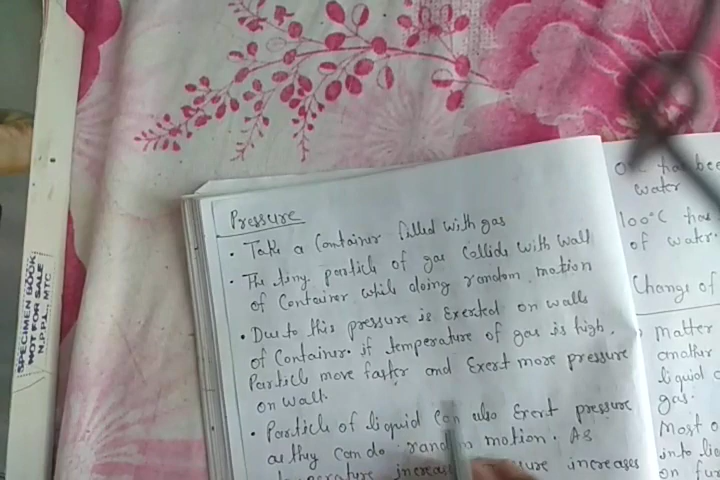 SPECIMEN BOOK
NOT FOR SALE
N.P.P.L., MTC
Pressure
• Take a Container filled with gas
• The tiny particle of gas Collide with wall
of Container while doing random motion
• Due to this pressure is Exerted on walls
of Container. if temperature of gas is high,
Particle move faster and Exert more pressure
on wall.
• Particle of liquid Can also Exert pressure
as they can do random motion. As
increases
water
100°C has
of water.
Change of
matter
another
liquid
gas.
Most o
into
on